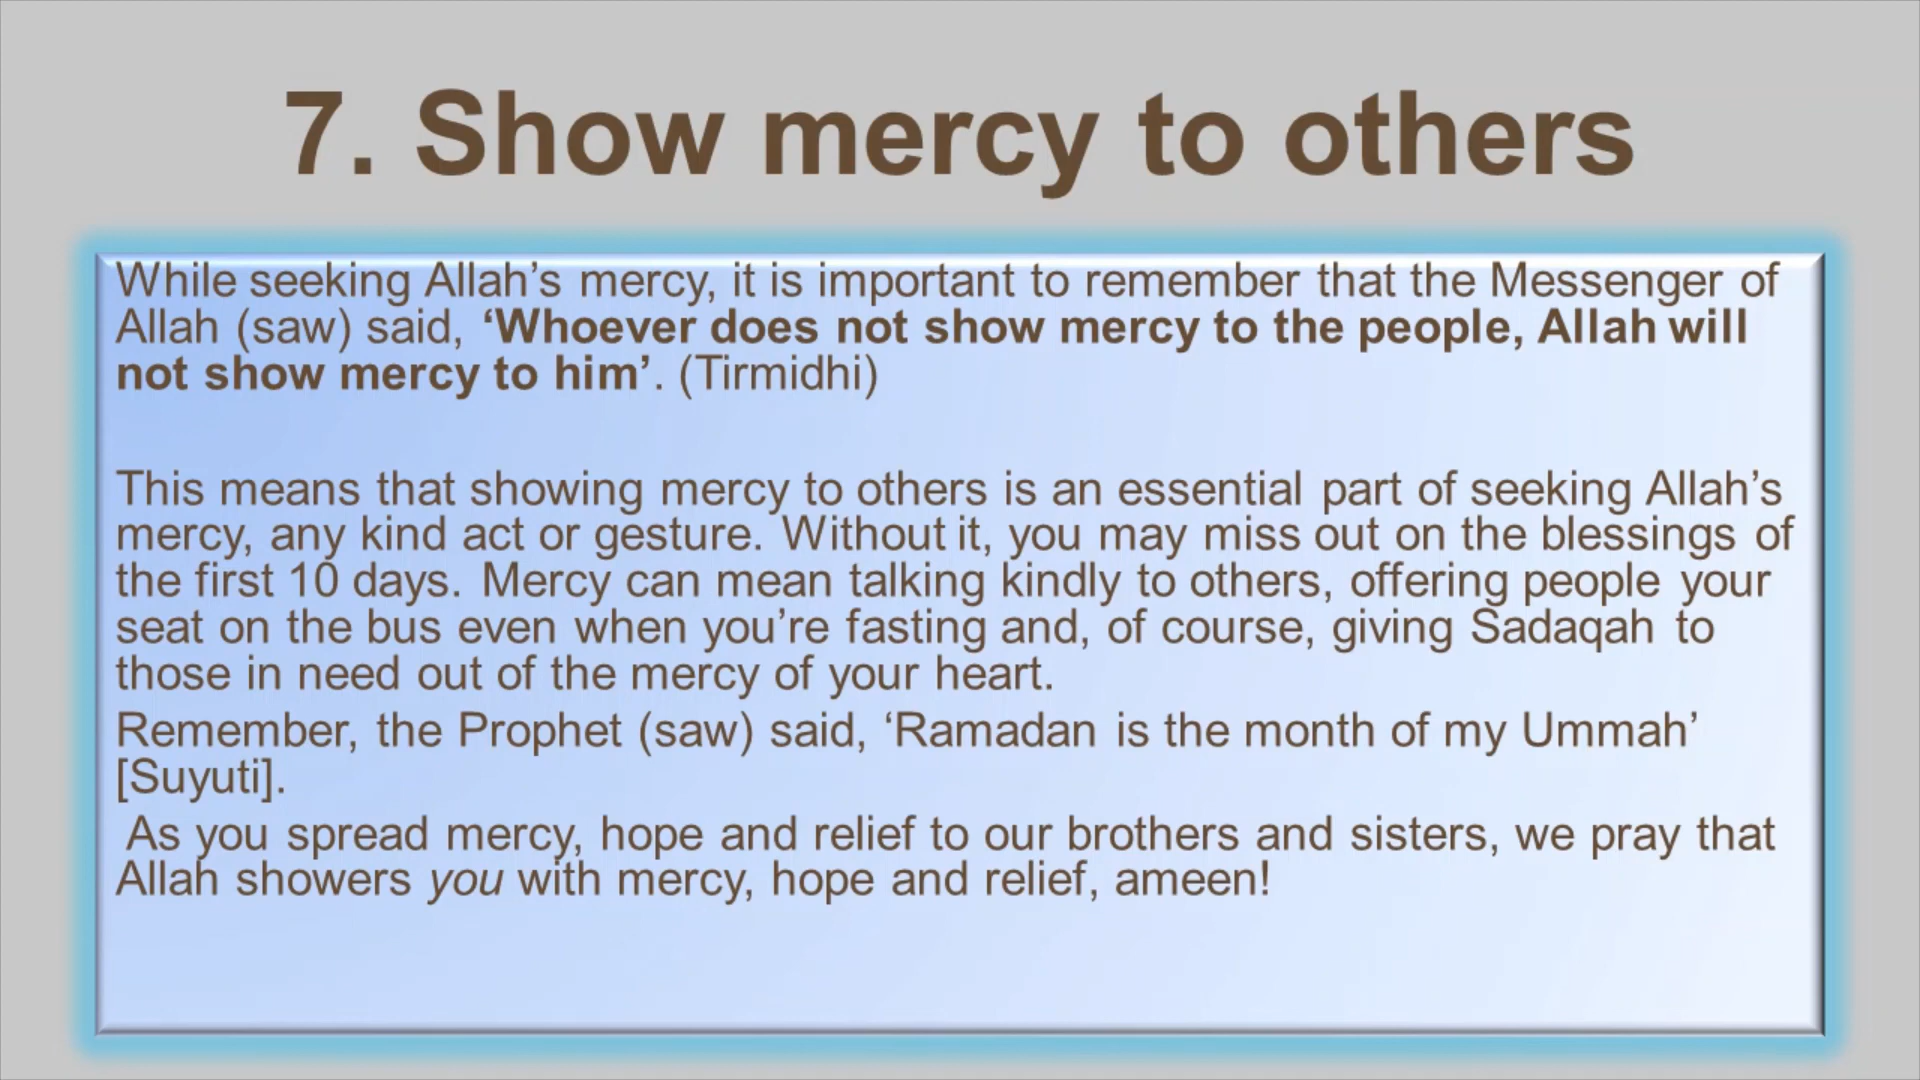 7. Show mercy to others
While seeking Allah’s mercy, it is important to remember that the Messenger of
Allah (saw) said, ‘Whoever does not show mercy to the people, Allah will
not show mercy to him’. (Tirmidhi)
This means that showing mercy to others is an essential part of seeking Allah’s
mercy, any kind act or gesture. Without it, you may miss out on the blessings of
the first 10 days. Mercy can mean talking kindly to others, offering people your
seat on the bus even when you’re fasting and, of course, giving Sadaqah to
those in need out of the mercy of your heart.
Remember, the Prophet (saw) said, ‘Ramadan is the month of my Ummah’
[Suyuti].
As you spread mercy, hope and relief to our brothers and sisters, we pray that
Allah showers you with mercy, hope and relief, ameen!